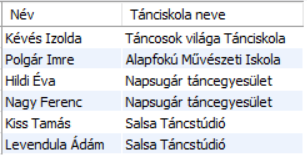 Név Tánciskola neve
Kévés Izolda Táncosok világa Tánciskola
Polgár Imre Alapfokú Művészeti Iskola
Hildi Éva Napsugár táncegyesület
Nagy Ferenc Napsugár táncegyesület
Kiss Tamás Salsa Táncstúdió
Levendula Ádám Salsa Táncstúdió